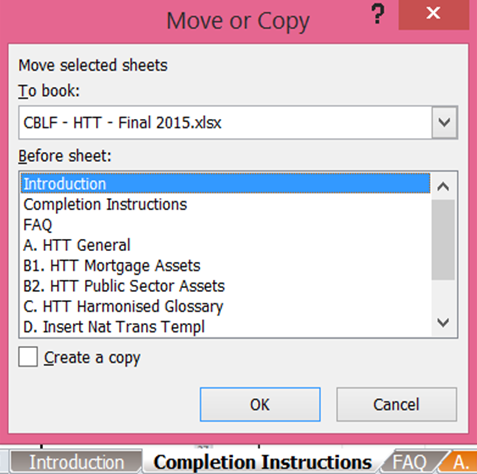 Move or Copy
?
x
Move selected sheets
To book:
CBLF - HTT - Final 2015.xlsx
Before sheet:
Introduction
Completion Instructions
FAQ
A. HTT General
B1. HTT Mortgage Assets
B2. HTT Public Sector Assets
C. HTT Harmonised Glossary
D. Insert Nat Trans Templ
Create a copy
OK Cancel
Introduction Completion Instructions FAQ A.